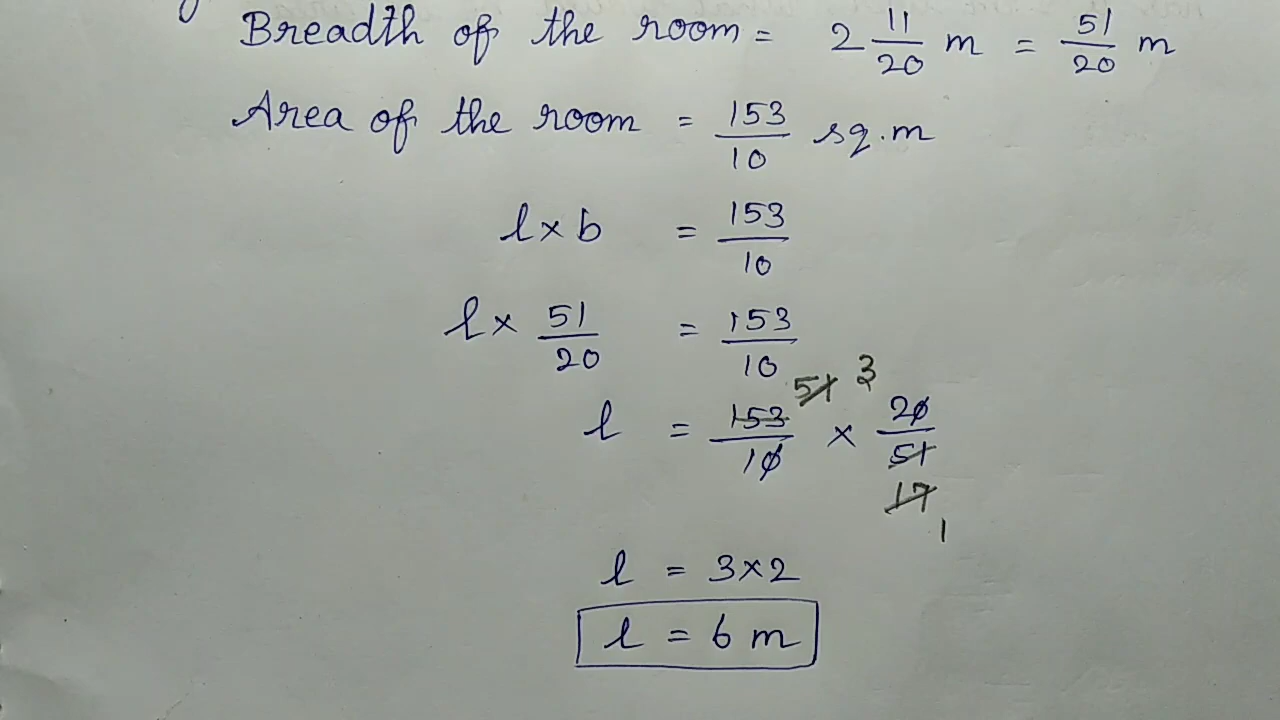 Breadth of the room = 2 11/20 m = 51/20 m
Area of the room = 153/10 sq.m
l × b = 153/10
l × 51/20 = 153/10
51 3
l = 153/10 × 20/51
17
1
l = 3×2
l = 6 m